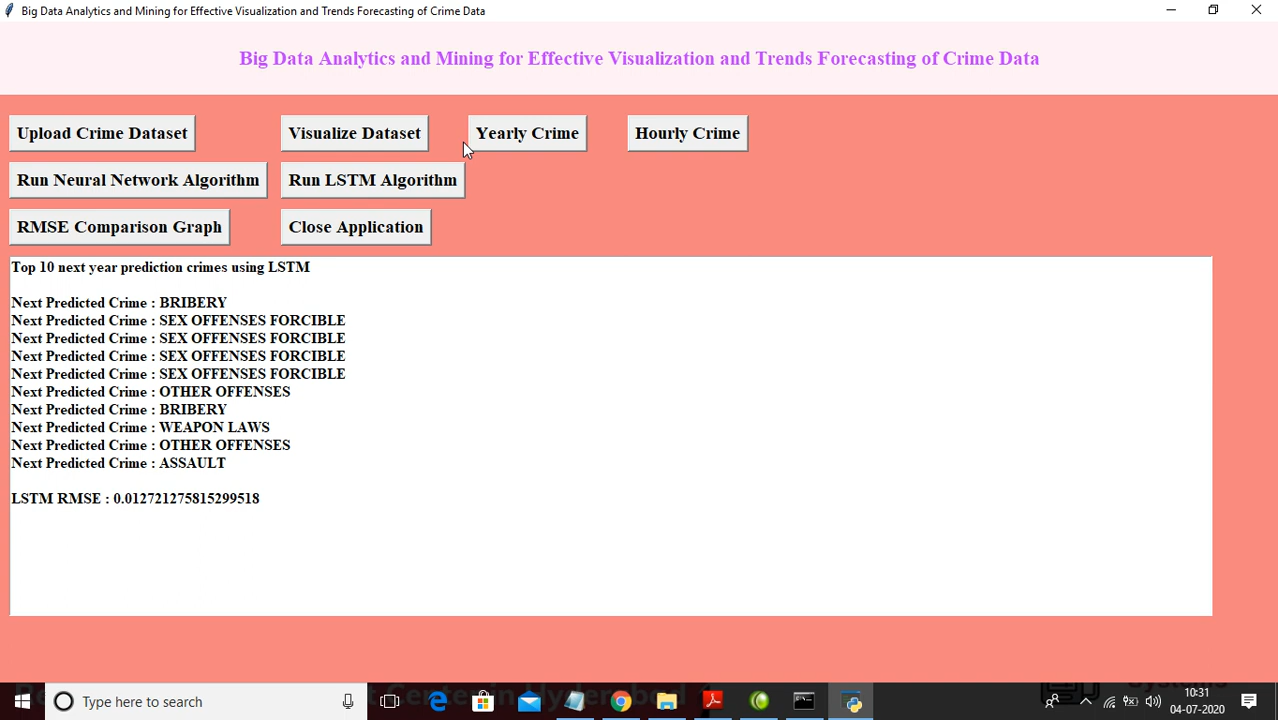 Big Data Analytics and Mining for Effective Visualization and Trends Forecasting of Crime Data
Big Data Analytics and Mining for Effective Visualization and Trends Forecasting of Crime Data
Upload Crime Dataset
Visualize Dataset
Yearly Crime
Hourly Crime
Run Neural Network Algorithm
Run LSTM Algorithm
RMSE Comparison Graph
Close Application
Top 10 next year prediction crimes using LSTM
Next Predicted Crime : BRIBERY
Next Predicted Crime : SEX OFFENSES FORCIBLE
Next Predicted Crime : SEX OFFENSES FORCIBLE
Next Predicted Crime : SEX OFFENSES FORCIBLE
Next Predicted Crime : SEX OFFENSES FORCIBLE
Next Predicted Crime : OTHER OFFENSES
Next Predicted Crime : BRIBERY
Next Predicted Crime : WEAPON LAWS
Next Predicted Crime : OTHER OFFENSES
Next Predicted Crime : ASSAULT
LSTM RMSE : 0.012721275815299518
Type here to search
10:31
04-07-2020